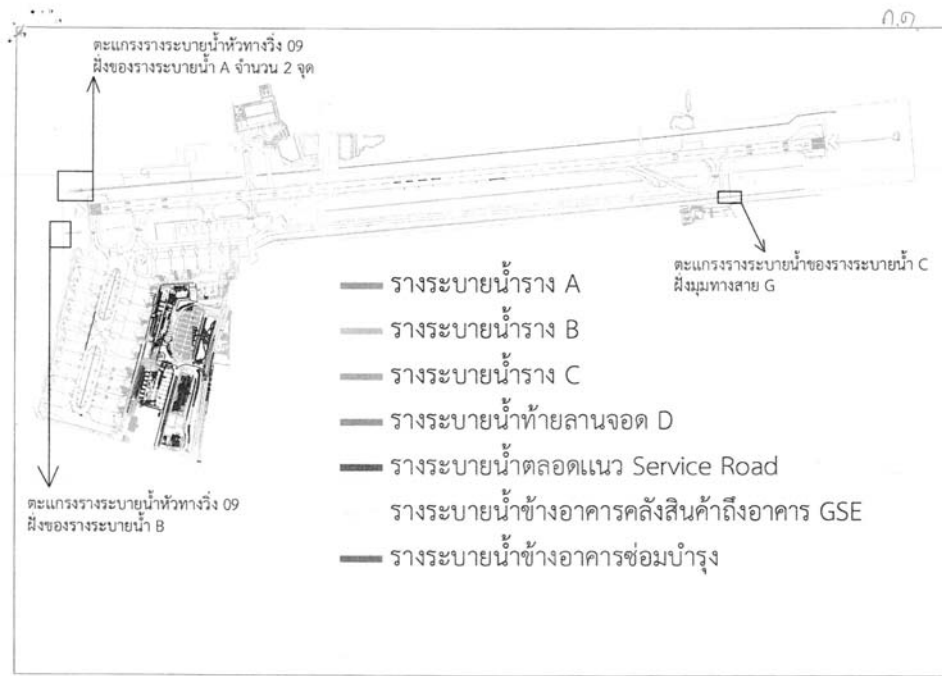 ตะแกรงรางระบายน้ำหัวทางวิ่ง 09
ฝั่งของรางระบายน้ำ A จำนวน 2 จุด
ตะแกรงรางระบายน้ำของรางระบายน้ำ C
ฝั่งมุมทางสาย G
รางระบายน้ำราง A
รางระบายน้ำราง B
รางระบายน้ำราง C
รางระบายน้ำท้ายลานจอด D
รางระบายน้ำตลอดแนว Service Road
รางระบายน้ำข้างอาคารคลังสินค้าถึงอาคาร GSE
รางระบายน้ำข้างอาคารซ่อมบำรุง
ตะแกรงรางระบายน้ำหัวทางวิ่ง 09
ฝั่งของรางระบายน้ำ B